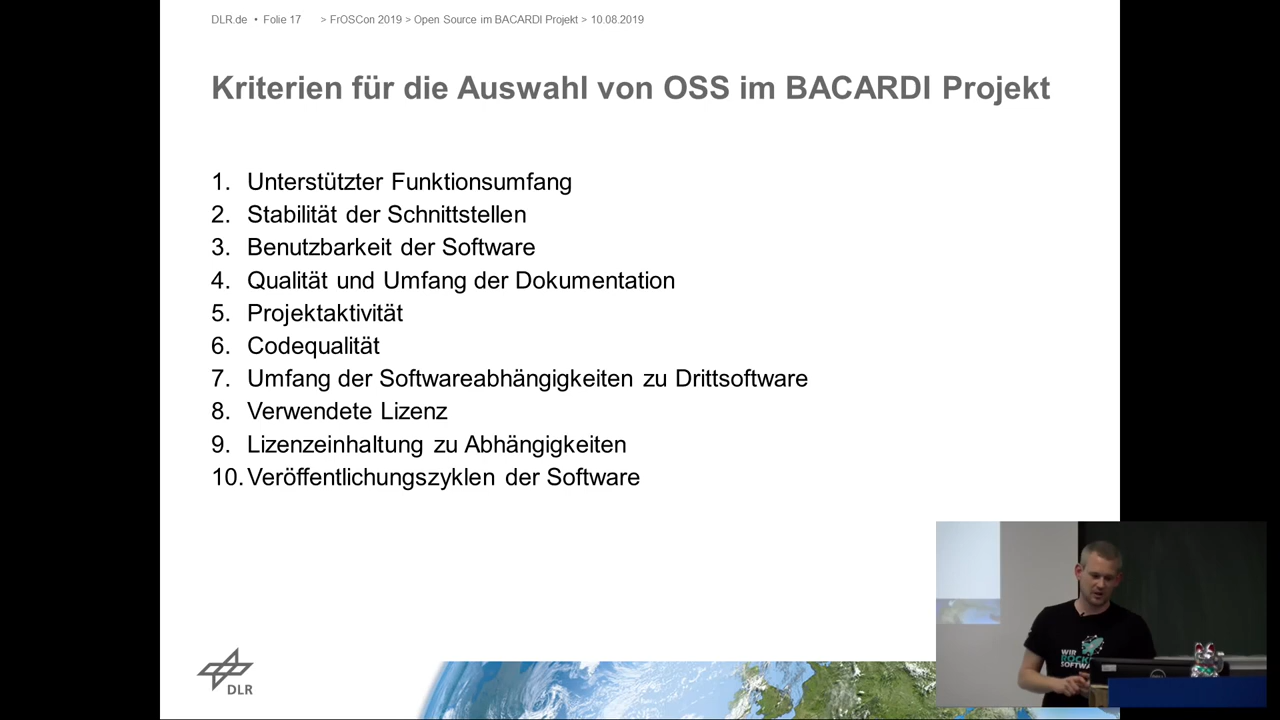 DLR.de • Folie 17 > FrOSCon 2019 > Open Source im BACARDI Projekt > 10.08.2019
Kriterien für die Auswahl von OSS im BACARDI Projekt
1. Unterstützter Funktionsumfang
2. Stabilität der Schnittstellen
3. Benutzbarkeit der Software
4. Qualität und Umfang der Dokumentation
5. Projektaktivität
6. Codequalität
7. Umfang der Softwareabhängigkeiten zu Drittsoftware
8. Verwendete Lizenz
9. Lizenzeinhaltung zu Abhängigkeiten
10. Veröffentlichungszyklen der Software
DLR
WIR
ROCK
SOFTWA